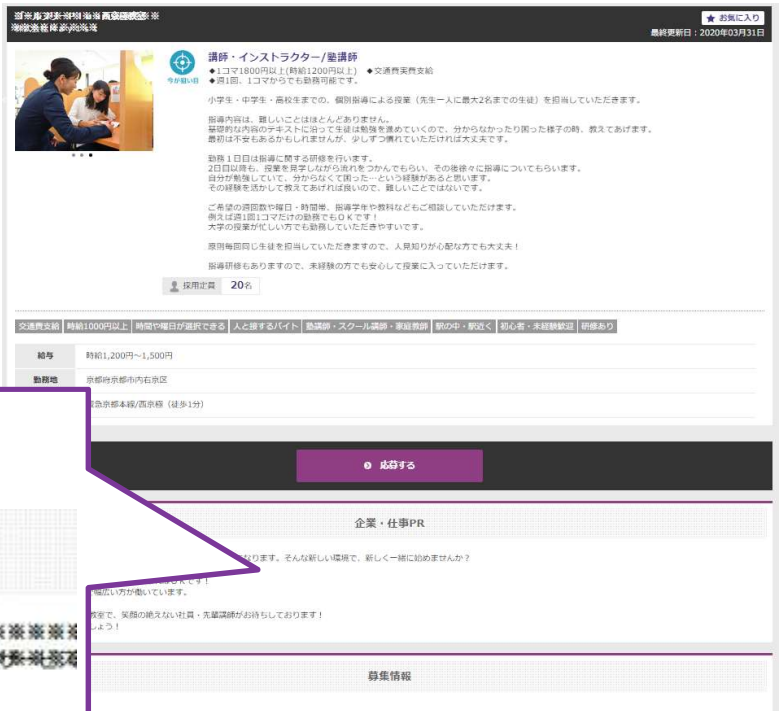 西京極教室
★ お気に入り
最終更新日：2020年03月31日
今が狙い目
講師・インストラクター/塾講師
◆1コマ1800円以上(時給1200円以上) ◆交通費実費支給
◆週1回、1コマからでも勤務可能です。
小学生・中学生・高校生までの、個別指導による授業（先生一人に最大2名までの生徒）を担当していただきます。
指導内容は、難しいことはほとんどありません。
基礎的な内容のテキストに沿って生徒は勉強を進めていくので、分からなかったり困った様子の時、教えてあげます。
最初は不安もあるかもしれませんが、少しずつ慣れていただければ大丈夫です。
勤務１日目は指導に関する研修を行います。
2日目以降も、授業を見学しながら流れをつかんでもらい、その後徐々に指導についてもらいます。
自分が勉強していて、分からなくて困った…という経験があると思います。
その経験を活かして教えてあげれば良いので、難しいことではないです。
ご希望の週回数や曜日・時間帯、指導学年や教科などもご相談していただけます。
例えば週1回1コマだけの勤務でもＯＫです！
大学の授業が忙しい方でも勤務していただきやすいです。
原則毎回同じ生徒を担当していただきますので、人見知りが心配な方でも大丈夫！
指導研修もありますので、未経験の方でも安心して授業に入っていただけます。
採用定員 20名
交通費支給 時給1000円以上 時間や曜日が選択できる 人と接するバイト 塾講師・スクール講師・家庭教師 駅の中・駅近く 初心者・未経験歓迎 研修あり
給与 時給1,200円～1,500円
勤務地 京都府京都市内右京区
急京都本線/西京極（徒歩1分）
応募する
企業・仕事PR
なります。そんな新しい環境で、新しく一緒に始めませんか？
ＯＫです！
幅広い方が働いています。
教室で、笑顔の絶えない社員・先輩講師がお待ちしております！
しょう！
募集情報